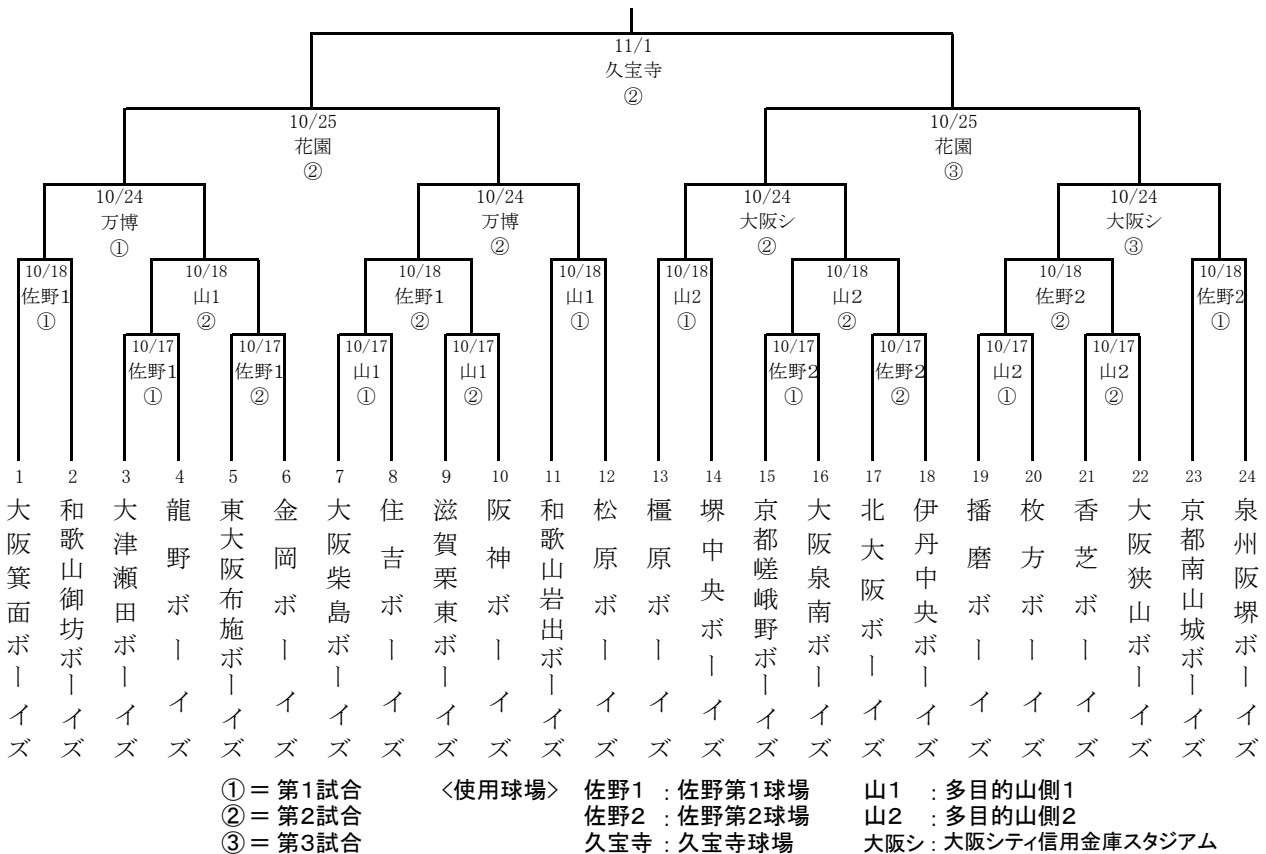 11/1
久宝寺
②
10/25
花園
②
10/25
花園
③
10/24
万博
①
10/24
万博
②
10/24
大阪シ
②
10/24
大阪シ
③
10/18
佐野1
①
10/18
山1
②
10/18
佐野1
②
10/18
山1
①
10/18
山2
①
10/18
山2
②
10/18
佐野2
②
10/18
佐野2
①
10/17
佐野1
①
10/17
佐野1
②
10/17
山1
①
10/17
山1
②
10/17
佐野2
①
10/17
佐野2
②
10/17
山2
①
10/17
山2
②
1
大阪箕面ボーイズ
2
和歌山御坊ボーイズ
3
大津瀬田ボーイズ
4
龍野ボーイズ
5
東大阪布施ボーイズ
6
金岡ボーイズ
7
大阪柴島ボーイズ
8
住吉ボーイズ
9
滋賀栗東ボーイズ
10
阪神ボーイズ
11
和歌山岩出ボーイズ
12
松原ボーイズ
13
橿原ボーイズ
14
堺中央ボーイズ
15
京都嵯峨野ボーイズ
16
大阪泉南ボーイズ
17
北大阪ボーイズ
18
伊丹中央ボーイズ
19
播磨ボーイズ
20
枚方ボーイズ
21
香芝ボーイズ
22
大阪狭山ボーイズ
23
京都南山城ボーイズ
24
泉州阪堺ボーイズ
①＝ 第1試合 <使用球場> 佐野1 : 佐野第1球場 山1 : 多目的山側1
②＝ 第2試合 佐野2 : 佐野第2球場 山2 : 多目的山側2
③＝ 第3試合 久宝寺 : 久宝寺球場 大阪シ : 大阪シティ信用金庫スタジアム